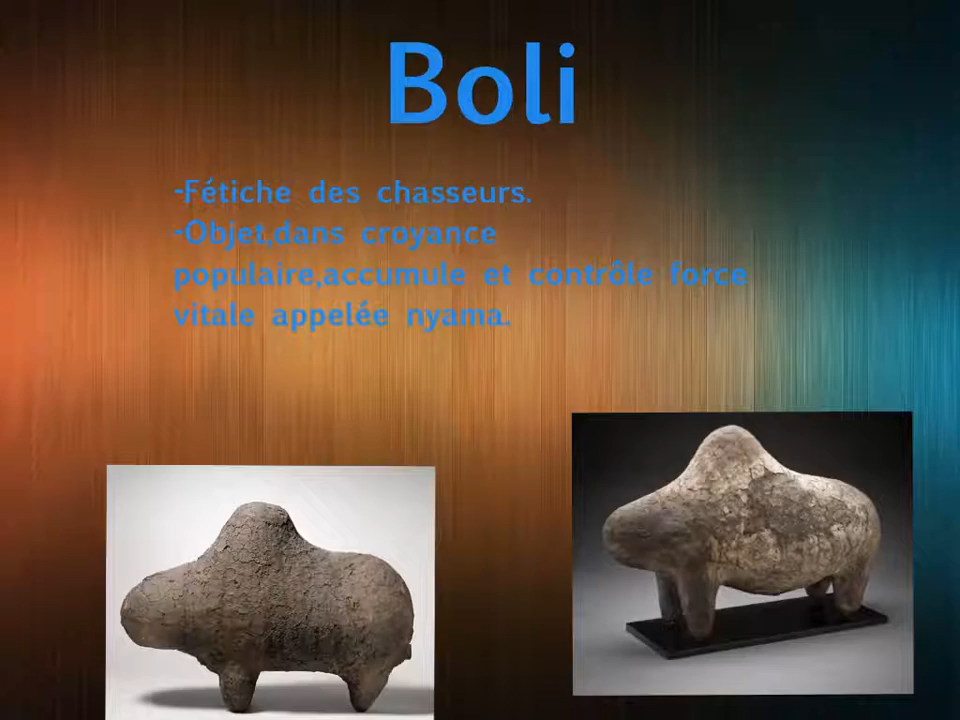 Boli
-Fétiche des chasseurs.
-Objet,dans croyance
populaire,accumule et contrôle force
vitale appelée nyama.